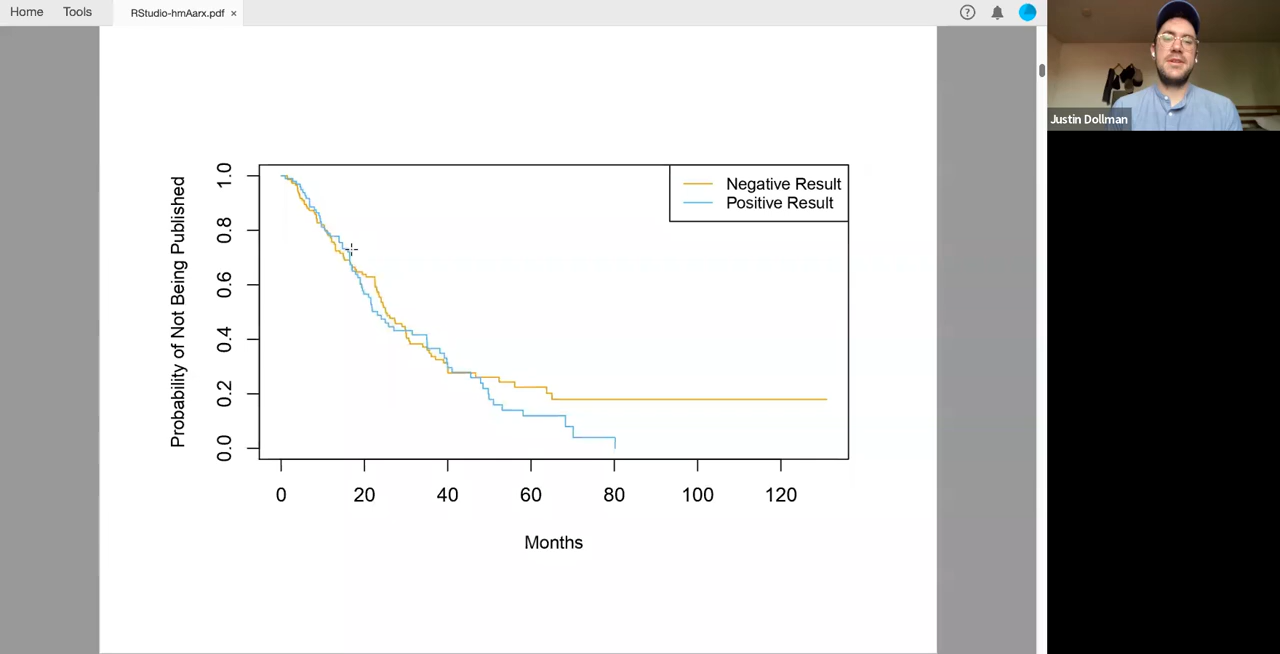 Home Tools RStudio-hmAarx.pdf ×
?
Justin Dollman
Negative Result
Positive Result
Probability of Not Being Published
1.0
0.8
0.6
0.4
0.2
0.0
0 20 40 60 80 100 120
Months